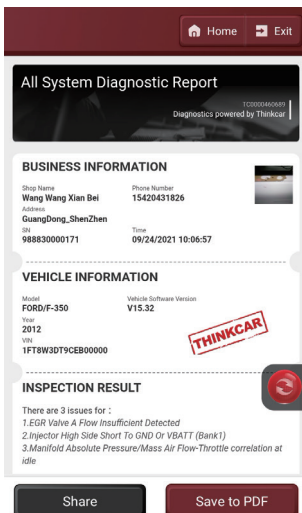 Home Exit
All System Diagnostic Report
TC0000460689
Diagnostics powered by Thinkcar
BUSINESS INFORMATION
Shop Name Phone Number
Wang Wang Xian Bei 15420431826
Address
GuangDong_ShenZhen
SN Time
988830000171 09/24/2021 10:06:57
VEHICLE INFORMATION
Model Vehicle Software Version
FORD/F-350 V15.32
Year
2012
VIN
1FT8W3DT9CEB00000
THINKCAR
INSPECTION RESULT
There are 3 issues for :
1.EGR Valve A Flow Insufficient Detected
2.Injector High Side Short To GND Or VBATT (Bank1)
3.Manifold Absolute Pressure/Mass Air Flow-Throttle correlation at
idle
Share Save to PDF